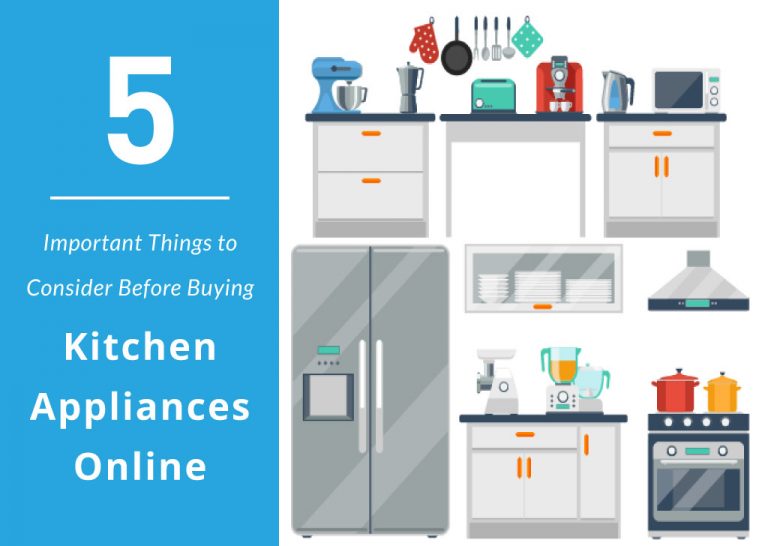 5
Important Things to
Consider Before Buying
Kitchen
Appliances
Online